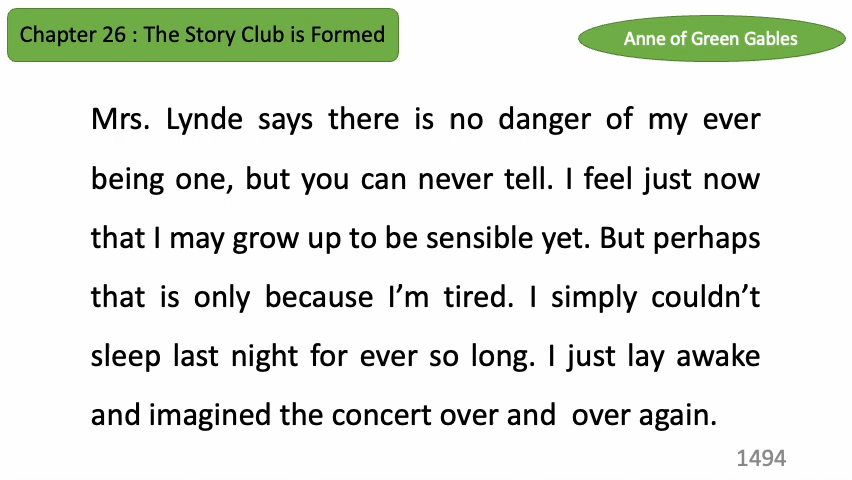 Chapter 26 : The Story Club is Formed
Anne of Green Gables
Mrs. Lynde says there is no danger of my ever
being one, but you can never tell. I feel just now
that I may grow up to be sensible yet. But perhaps
that is only because I’m tired. I simply couldn’t
sleep last night for ever so long. I just lay awake
and imagined the concert over and  over again.
1494